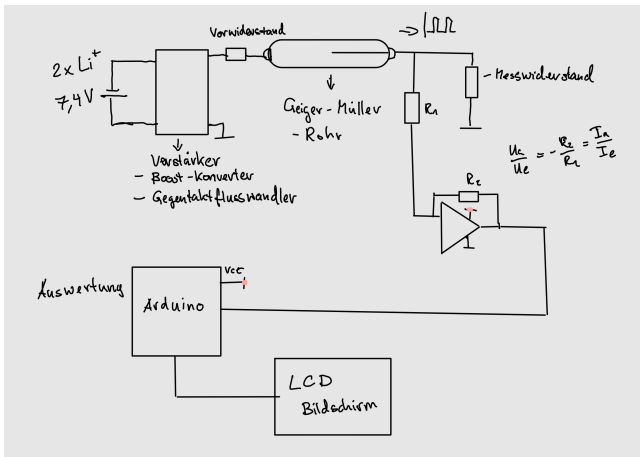 Vorwiderstand
2x Li⁺
7,4V
Messwiderstand
Geiger-Müller
-Rohr
R₁
Ua/Ue = -R₂/R₁ = Ia/Ie
Verstärker
- Boost-Konverter
- Gegentaktflusswandler
R₂
Auswertung
Arduino
Vcc
LCD
Bildschirm